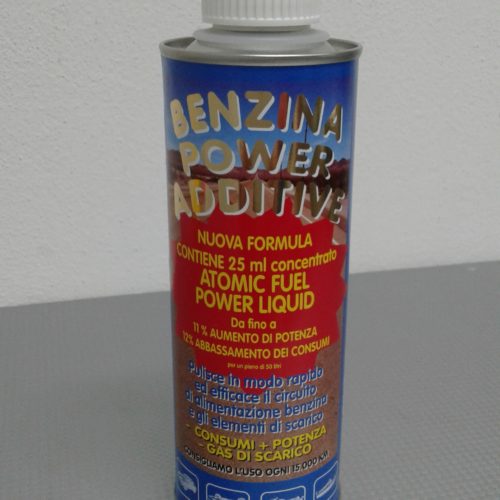 BENZINA
POWER
ADDITIVE
NUOVA FORMULA
CONTIENE 25 ml concentrato
ATOMIC FUEL
POWER LIQUID
Da fino a
11% AUMENTO DI POTENZA
12% ABBASSAMENTO DEI CONSUMI
per un pieno di 50 litri
Pulisce in modo rapido
ed efficace il circuito
di alimentazione benzina
e gli elementi di scarico
- CONSUMI + POTENZA
- GAS DI SCARICO
CONSIGLIAMO L'USO OGNI 15.000 KM